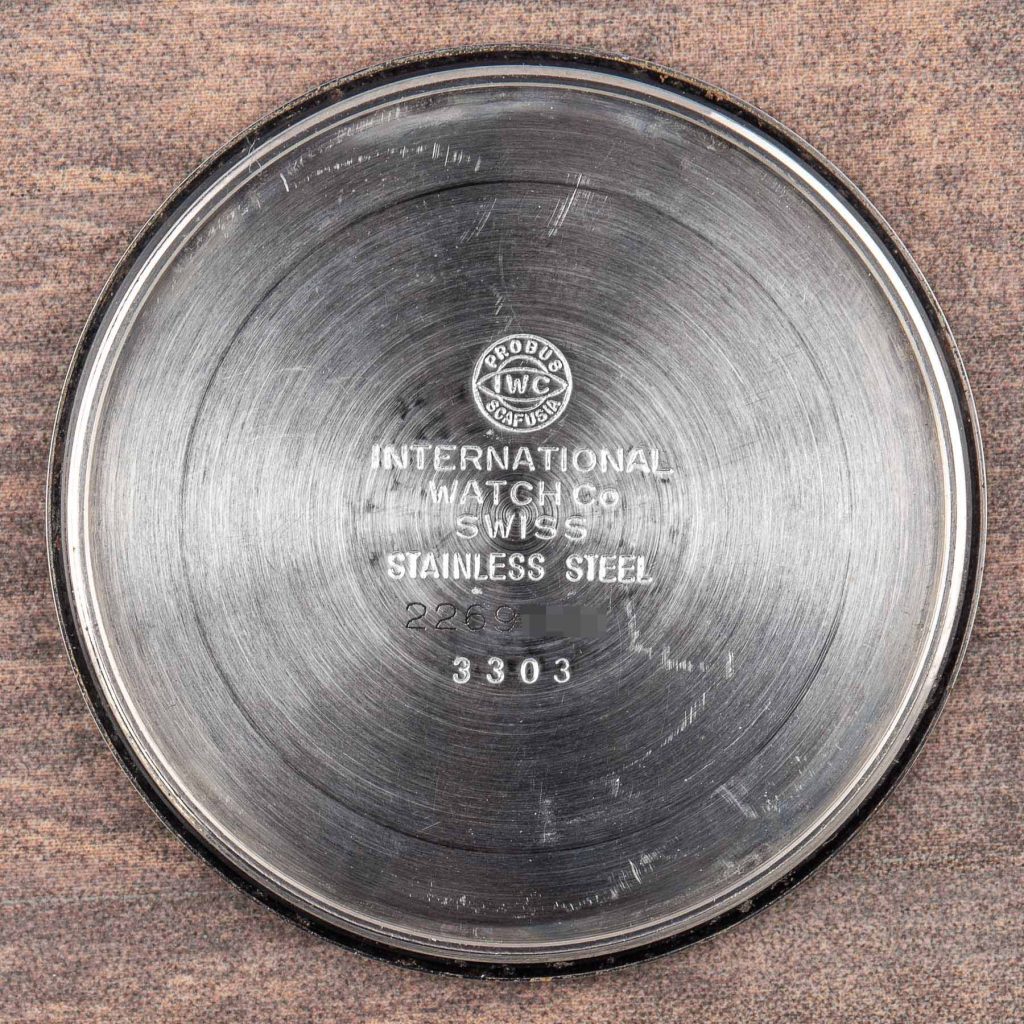 PROBUS
IWC
SCAFUSIA
INTERNATIONAL
WATCH Co
SWISS
STAINLESS STEEL
2269
3303